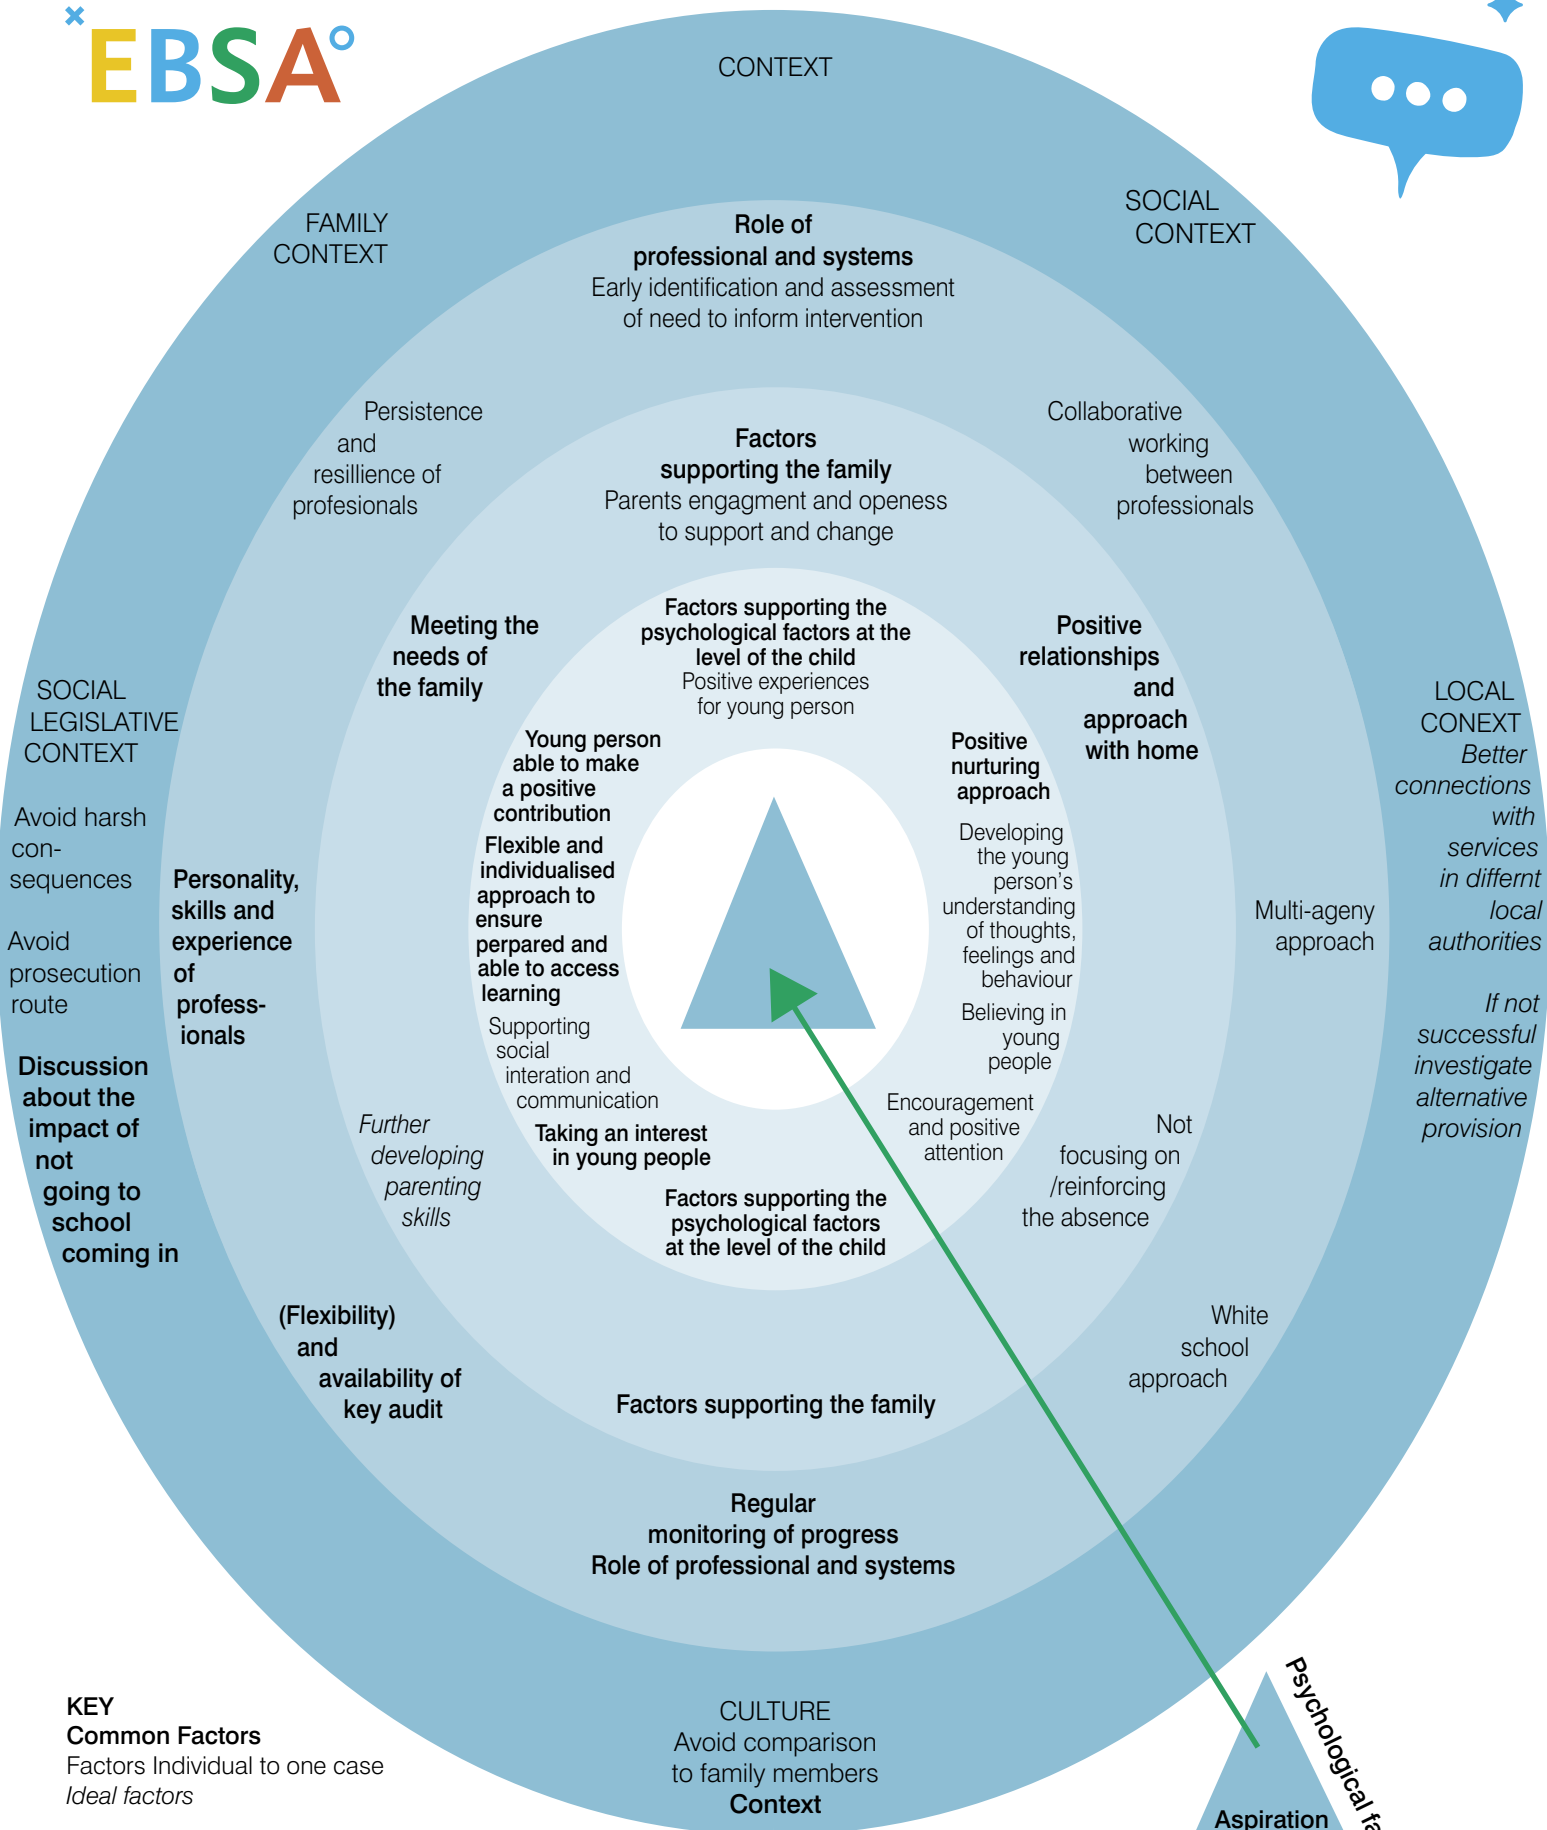 EBSA
CONTEXT
FAMILY
CONTEXT
SOCIAL
CONTEXT
Role of
professional and systems
Early identification and assessment
of need to inform intervention
Persistence
and
resillience of
profesionals
Collaborative
working
between
professionals
Factors
supporting the family
Parents engagment and openess
to support and change
Meeting the
needs of
the family
Factors supporting the
psychological factors at the
level of the child
Positive experiences
for young person
Positive
relationships
and
approach
with home
SOCIAL
LEGISLATIVE
CONTEXT
Avoid harsh
con-
sequences
Avoid
prosecution
route
Discussion
about the
impact of
not
going to
school
coming in
Personality,
skills and
experience
of
profess-
ionals
Young person
able to make
a positive
contribution
Flexible and
individualised
approach to
ensure
perpared and
able to access
learning
Supporting
social
interation and
communication
Taking an interest
in young people
Positive
nurturing
approach
Developing
the young
person's
understanding
of thoughts,
feelings and
behaviour
Believing in
young
people
Encouragement
and positive
attention
Factors supporting the
psychological factors
at the level of the child
LOCAL
CONEXT
Better
connections
with
services
in differnt
local
authorities
If not
successful
investigate
alternative
provision
Multi-ageny
approach
Further
developing
parenting
skills
Not
focusing on
/reinforcing
the absence
(Flexibility)
and
availability of
key audit
White
school
approach
Factors supporting the family
Regular
monitoring of progress
Role of professional and systems
KEY
Common Factors
Factors Individual to one case
Ideal factors
CULTURE
Avoid comparison
to family members
Context
Psychological
Aspiration